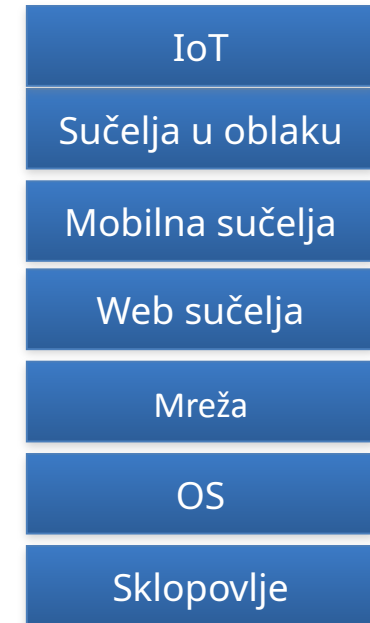 IoT
Sučelja u oblaku
Mobilna sučelja
Web sučelja
Mreža
OS
Sklopovlje